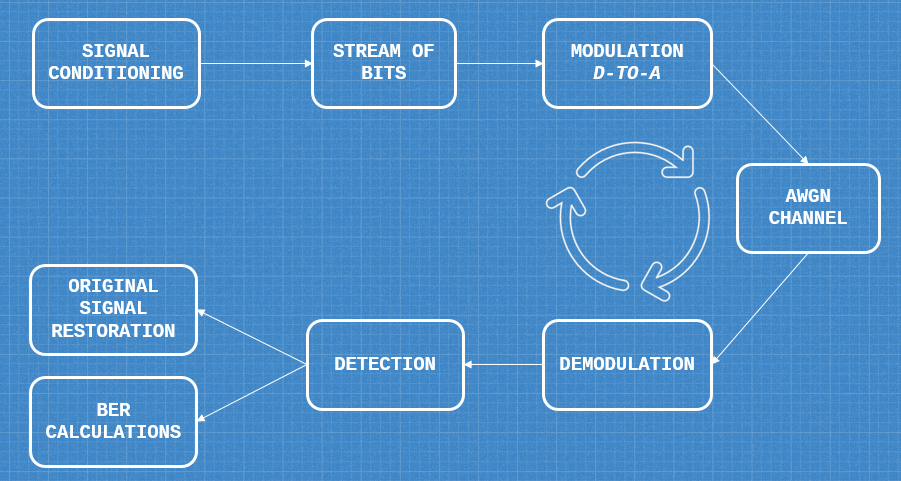 SIGNAL
CONDITIONING
STREAM OF
BITS
MODULATION
D-TO-A
AWGN
CHANNEL
DEMODULATION
DETECTION
ORIGINAL
SIGNAL
RESTORATION
BER
CALCULATIONS